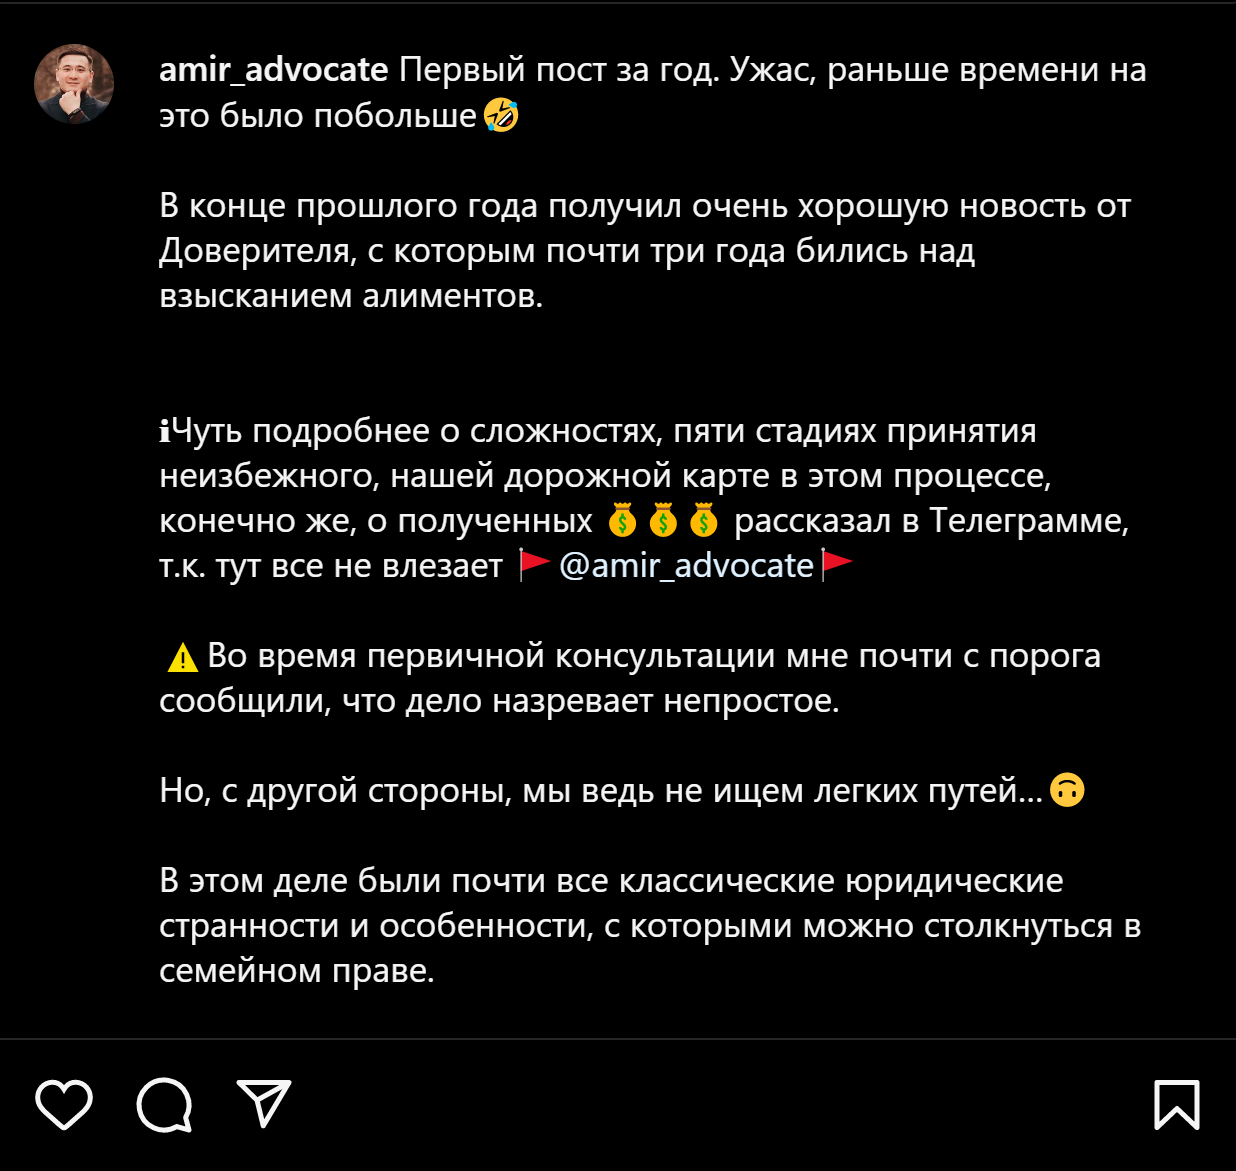 amir_advocate Первый пост за год. Ужас, раньше времени на
это было побольше🤣
В конце прошлого года получил очень хорошую новость от
Доверителя, с которым почти три года бились над
взысканием алиментов.
ℹЧуть подробнее о сложностях, пяти стадиях принятия
неизбежного, нашей дорожной карте в этом процессе,
конечно же, о полученных 💰💰💰 рассказал в Телеграмме,
т.к. тут все не влезает 🚩@amir_advocate🚩
⚠️Во время первичной консультации мне почти с порога
сообщили, что дело назревает непростое.
Но, с другой стороны, мы ведь не ищем легких путей...🙃
В этом деле были почти все классические юридические
странности и особенности, с которыми можно столкнуться в
семейном праве.